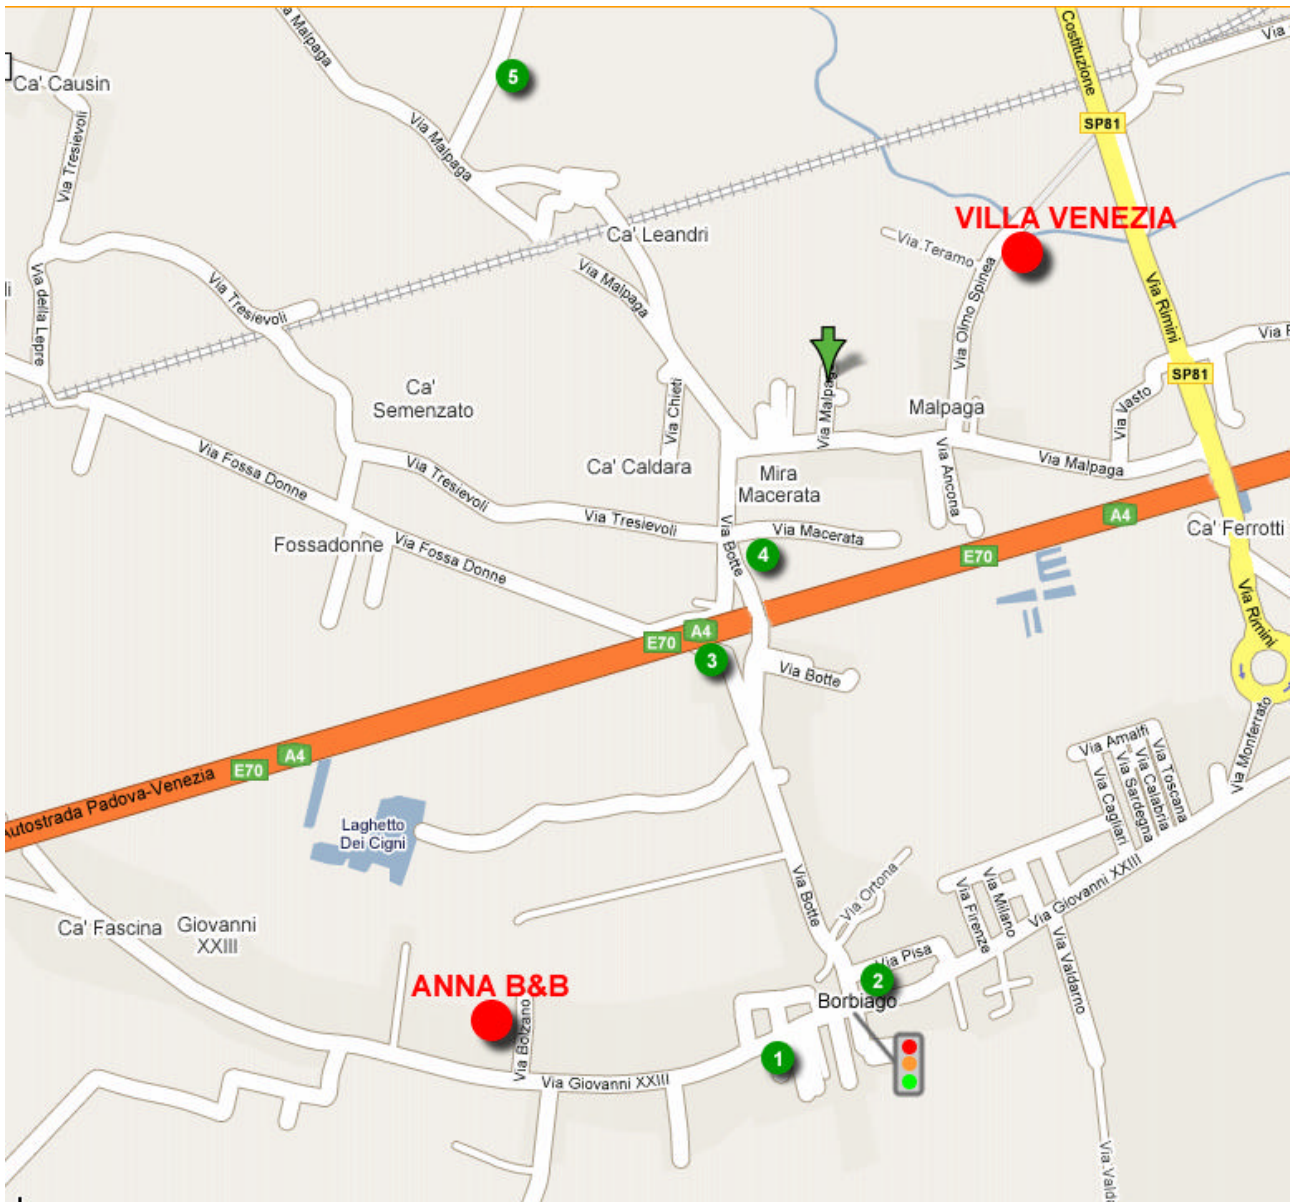 Costituzione
Via
Via Malpaga
5
Ca' Causin
SP81
Via Tresievoli
Via Malpaga
VILLA VENEZIA
Ca' Leandri
Via Teramo
Via della Lepre
Via Tresievoli
Via Malpaga
Via Olmo Spinea
Via Rimini
Via Malpaga
SP81
Ca'
Semenzato
Via Chieti
Malpaga
Via Vasto
Via Fossa Donne
Via Tresievoli
Ca' Caldara
Mira
Macerata
Via Ancona
Via Malpaga
Via Tresievoli
Via Botte
Via Macerata
A4
Ca' Ferrotti
Fossadonne
Via Fossa Donne
4
E70
Via Rimini
E70
A4
3
Via Botte
A4
E70
Autostrada Padova-Venezia
Via Monferrato
Via Amalfi
Via Toscana
Via Calabria
Via Sardegna
Via Cagliari
Laghetto
Dei Cigni
Via Botte
Via Ortona
Via Giovanni XXIII
Via Milano
Via Firenze
Ca' Fascina
Giovanni
XXIII
Via Pisa
Via Valdarno
ANNA B&B
2
Borbiago
Via Bolzano
1
Via Giovanni XXIII